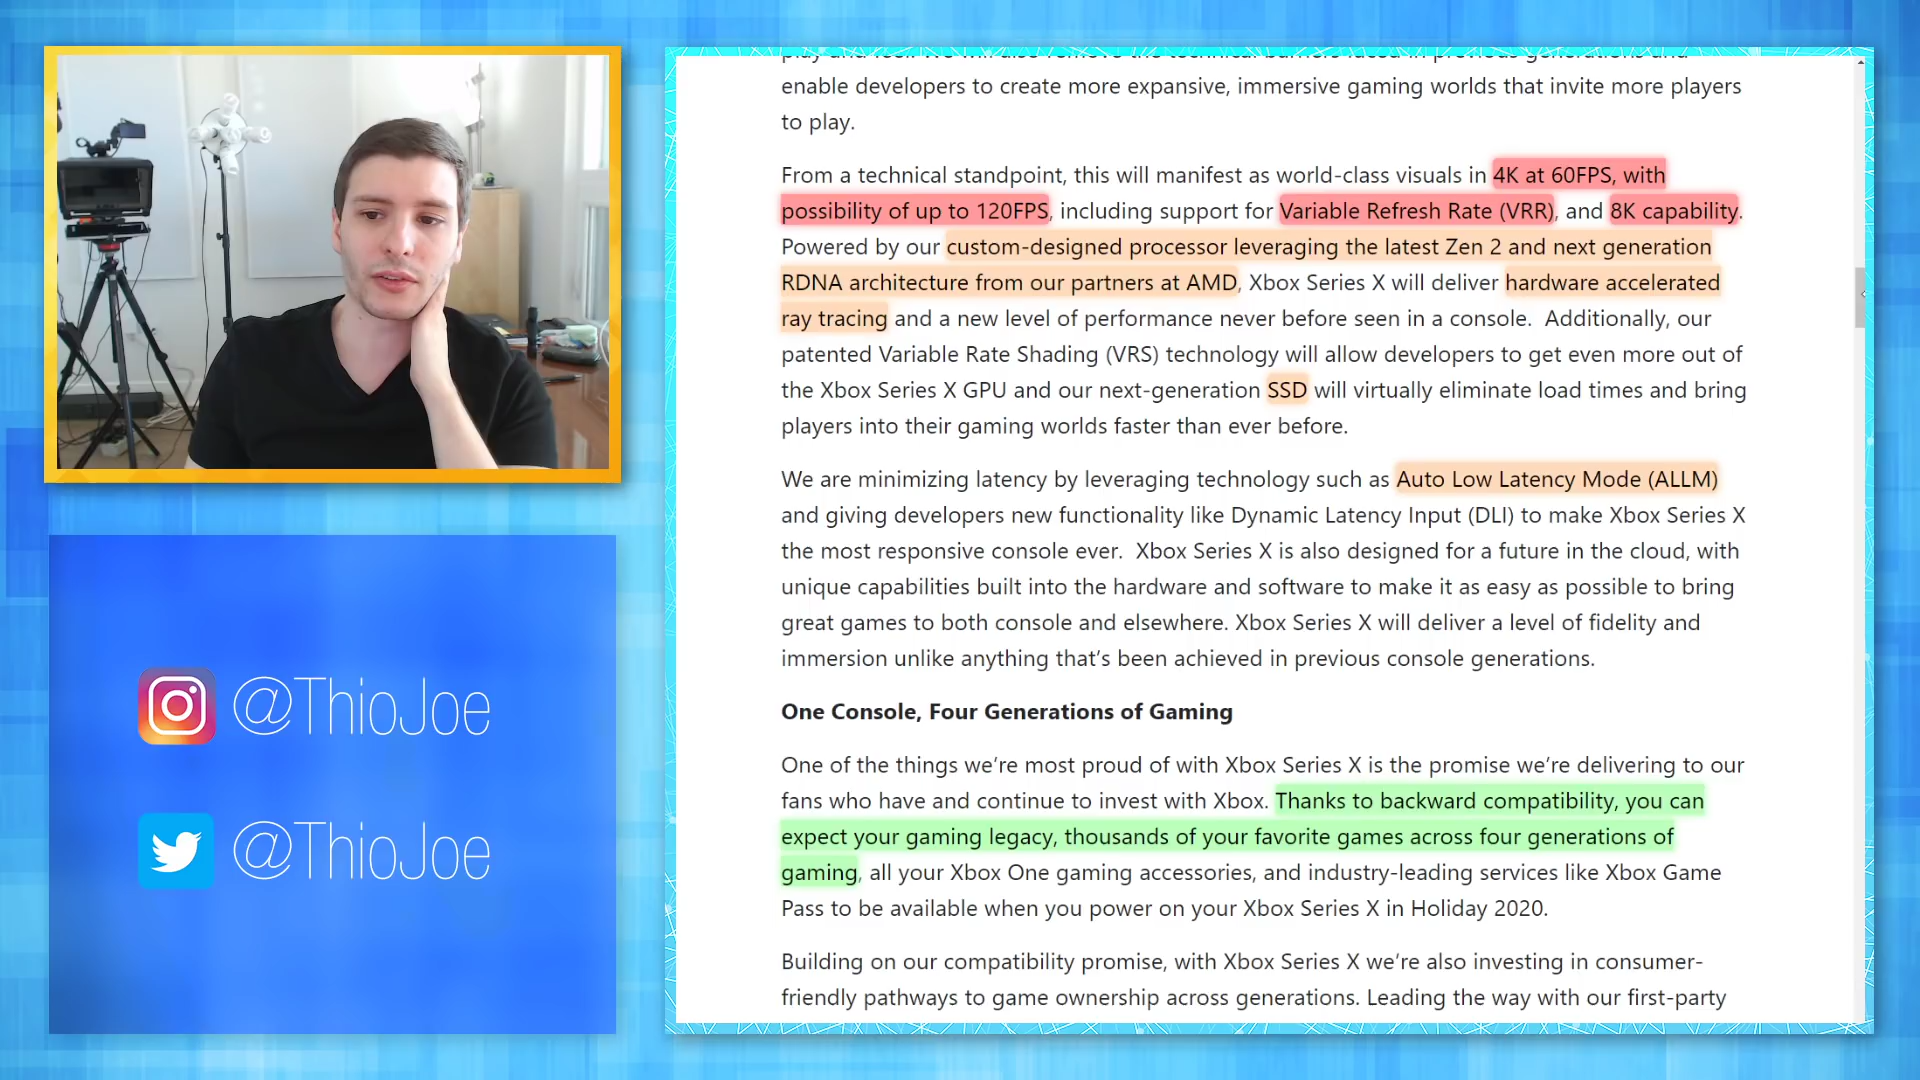 @ThioJoe
@ThioJoe
enable developers to create more expansive, immersive gaming worlds that invite more players
to play.
From a technical standpoint, this will manifest as world-class visuals in 4K at 60FPS, with
possibility of up to 120FPS, including support for Variable Refresh Rate (VRR), and 8K capability.
Powered by our custom-designed processor leveraging the latest Zen 2 and next generation
RDNA architecture from our partners at AMD, Xbox Series X will deliver hardware accelerated
ray tracing and a new level of performance never before seen in a console.  Additionally, our
patented Variable Rate Shading (VRS) technology will allow developers to get even more out of
the Xbox Series X GPU and our next-generation SSD will virtually eliminate load times and bring
players into their gaming worlds faster than ever before.
We are minimizing latency by leveraging technology such as Auto Low Latency Mode (ALLM)
and giving developers new functionality like Dynamic Latency Input (DLI) to make Xbox Series X
the most responsive console ever.  Xbox Series X is also designed for a future in the cloud, with
unique capabilities built into the hardware and software to make it as easy as possible to bring
great games to both console and elsewhere. Xbox Series X will deliver a level of fidelity and
immersion unlike anything that’s been achieved in previous console generations.
One Console, Four Generations of Gaming
One of the things we’re most proud of with Xbox Series X is the promise we’re delivering to our
fans who have and continue to invest with Xbox. Thanks to backward compatibility, you can
expect your gaming legacy, thousands of your favorite games across four generations of
gaming, all your Xbox One gaming accessories, and industry-leading services like Xbox Game
Pass to be available when you power on your Xbox Series X in Holiday 2020.
Building on our compatibility promise, with Xbox Series X we’re also investing in consumer-
friendly pathways to game ownership across generations. Leading the way with our first-party